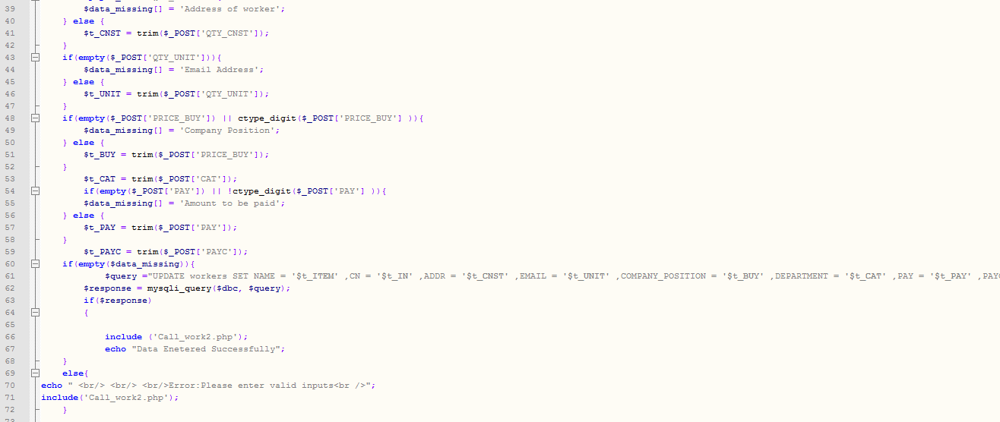 39 $data_missing[] = 'Address of worker';
40 } else {
41 $t_CNST = trim($_POST['QTY_CNST']);
42 }
43 if(empty($_POST['QTY_UNIT'])){
44 $data_missing[] = 'Email Address';
45 } else {
46 $t_UNIT = trim($_POST['QTY_UNIT']);
47 }
48 if(empty($_POST['PRICE_BUY']) || ctype_digit($_POST['PRICE_BUY'] )){
49 $data_missing[] = 'Company Position';
50 } else {
51 $t_BUY = trim($_POST['PRICE_BUY']);
52 }
53 $t_CAT = trim($_POST['CAT']);
54 if(empty($_POST['PAY']) || !ctype_digit($_POST['PAY'] )){
55 $data_missing[] = 'Amount to be paid';
56 } else {
57 $t_PAY = trim($_POST['PAY']);
58 }
59 $t_PAYC = trim($_POST['PAYC']);
60 if(empty($data_missing)){
61 $query ="UPDATE workers SET NAME = '$t_ITEM' ,CN = '$t_IN' ,ADDR = '$t_CNST' ,EMAIL = '$t_UNIT' ,COMPANY_POSITION = '$t_BUY' ,DEPARTMENT = '$t_CAT' ,PAY = '$t_PAY' ,PAY
62 $response = mysqli_query($dbc, $query);
63 if($response)
64 {
65
66 include ('Call_work2.php');
67 echo "Data Enetered Successfully";
68 }
69 else{
70 echo " <br/> <br/> <br/>Error:Please enter valid inputs<br />";
71 include('Call_work2.php');
72 }
73